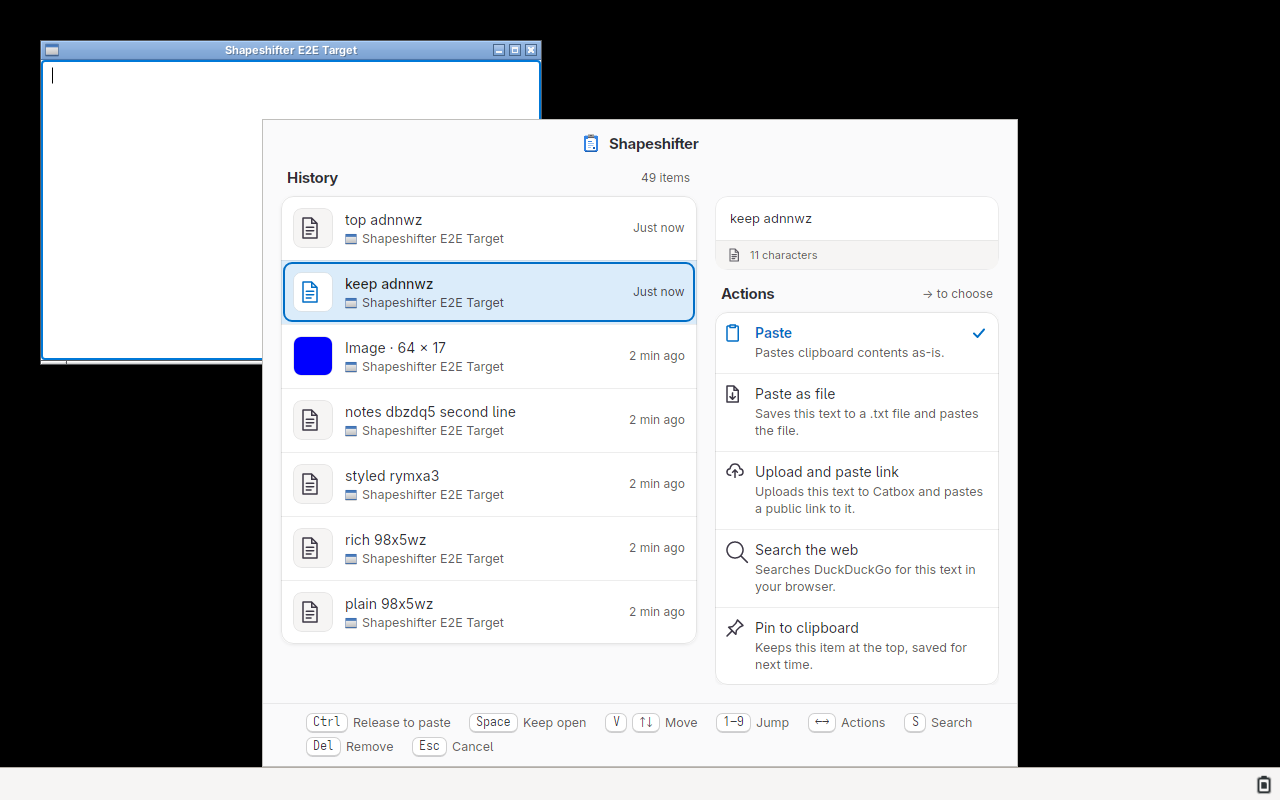 Shapeshifter E2E Target
Shapeshifter
History
49 items
top adnnwz
Shapeshifter E2E Target
Just now
keep adnnwz
Shapeshifter E2E Target
Just now
Image · 64 × 17
Shapeshifter E2E Target
2 min ago
notes dbzdq5 second line
Shapeshifter E2E Target
2 min ago
styled rymxa3
Shapeshifter E2E Target
2 min ago
rich 98x5wz
Shapeshifter E2E Target
2 min ago
plain 98x5wz
Shapeshifter E2E Target
2 min ago
keep adnnwz
11 characters
Actions
→ to choose
Paste
Pastes clipboard contents as-is.
Paste as file
Saves this text to a .txt file and pastes
the file.
Upload and paste link
Uploads this text to Catbox and pastes
a public link to it.
Search the web
Searches DuckDuckGo for this text in
your browser.
Pin to clipboard
Keeps this item at the top, saved for
next time.
Ctrl Release to paste Space Keep open V ↑↓ Move 1–9 Jump ↔ Actions S Search
Del Remove Esc Cancel